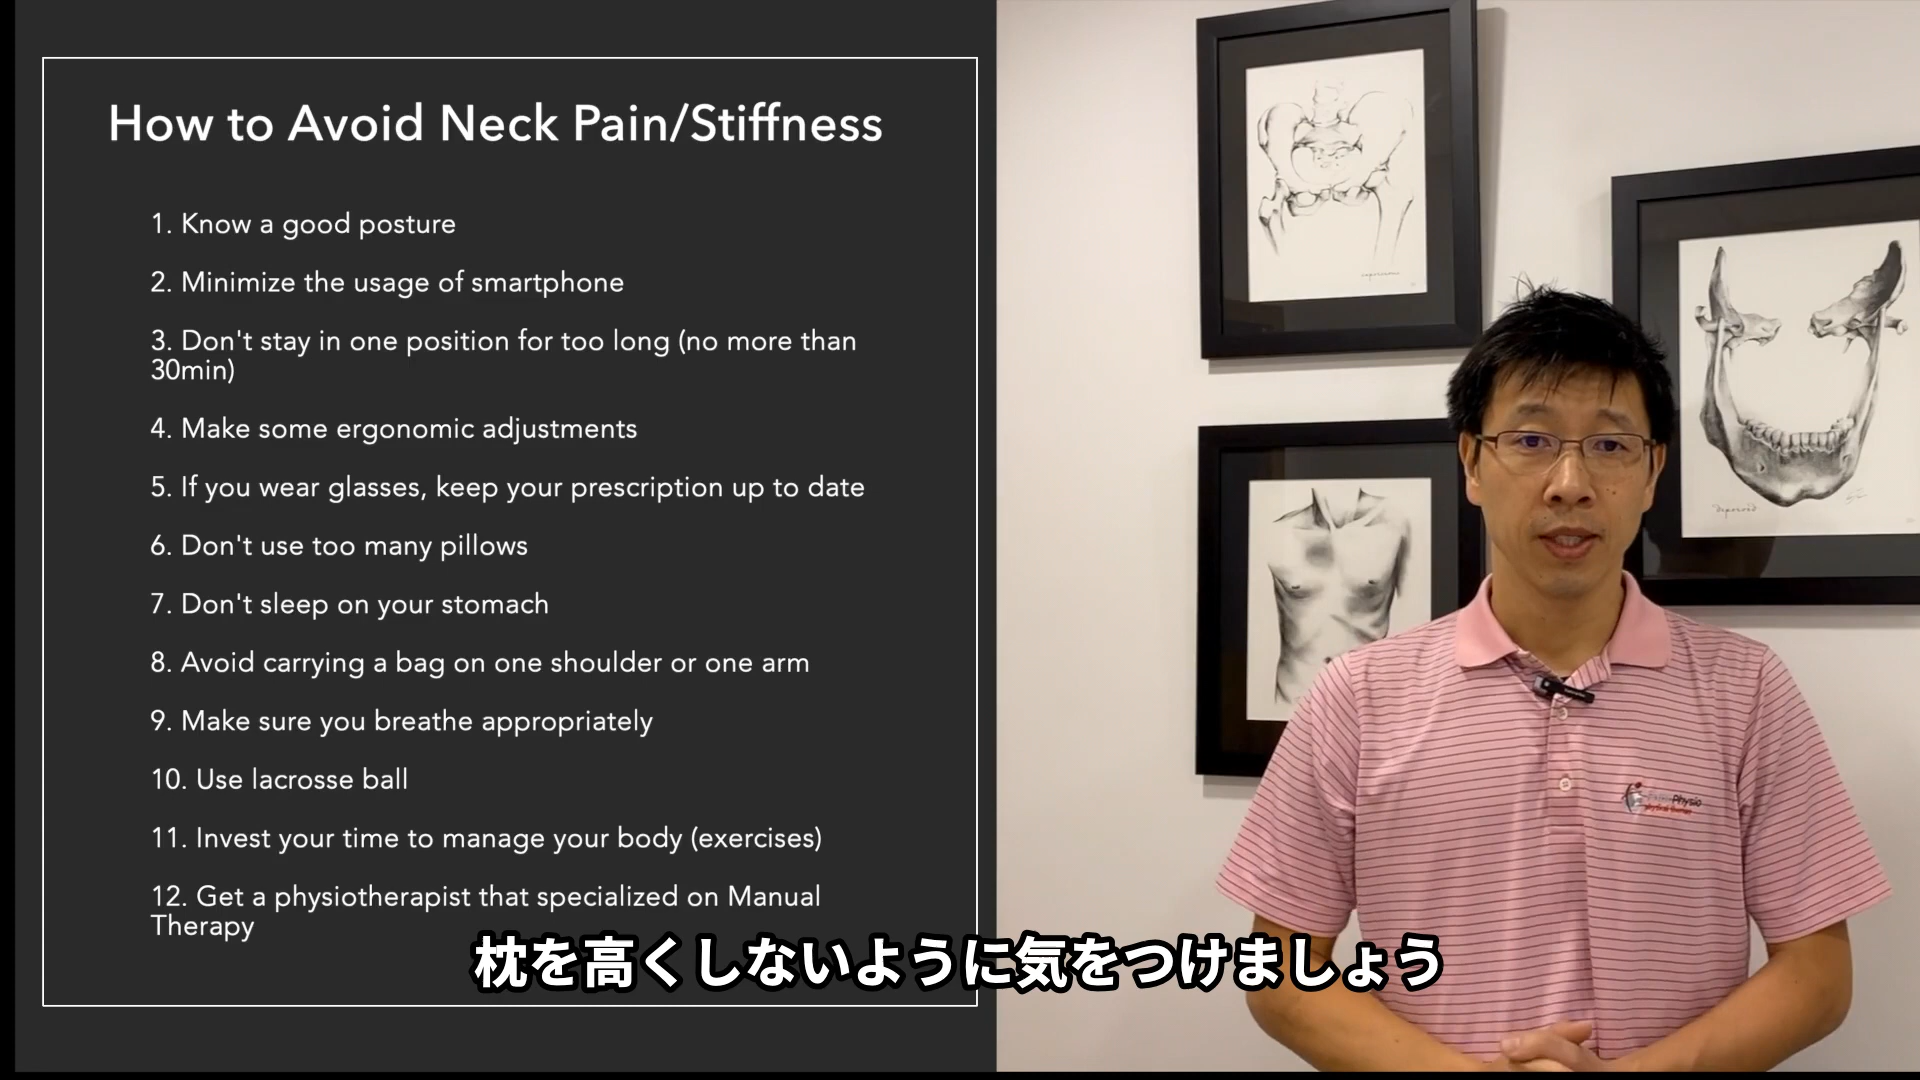 How to Avoid Neck Pain/Stiffness
1. Know a good posture
2. Minimize the usage of smartphone
3. Don't stay in one position for too long (no more than
30min)
4. Make some ergonomic adjustments
5. If you wear glasses, keep your prescription up to date
6. Don't use too many pillows
7. Don't sleep on your stomach
8. Avoid carrying a bag on one shoulder or one arm
9. Make sure you breathe appropriately
10. Use lacrosse ball
11. Invest your time to manage your body (exercises)
12. Get a physiotherapist that specialized on Manual
Therapy
枕を高くしないように気をつけましょう
Physio